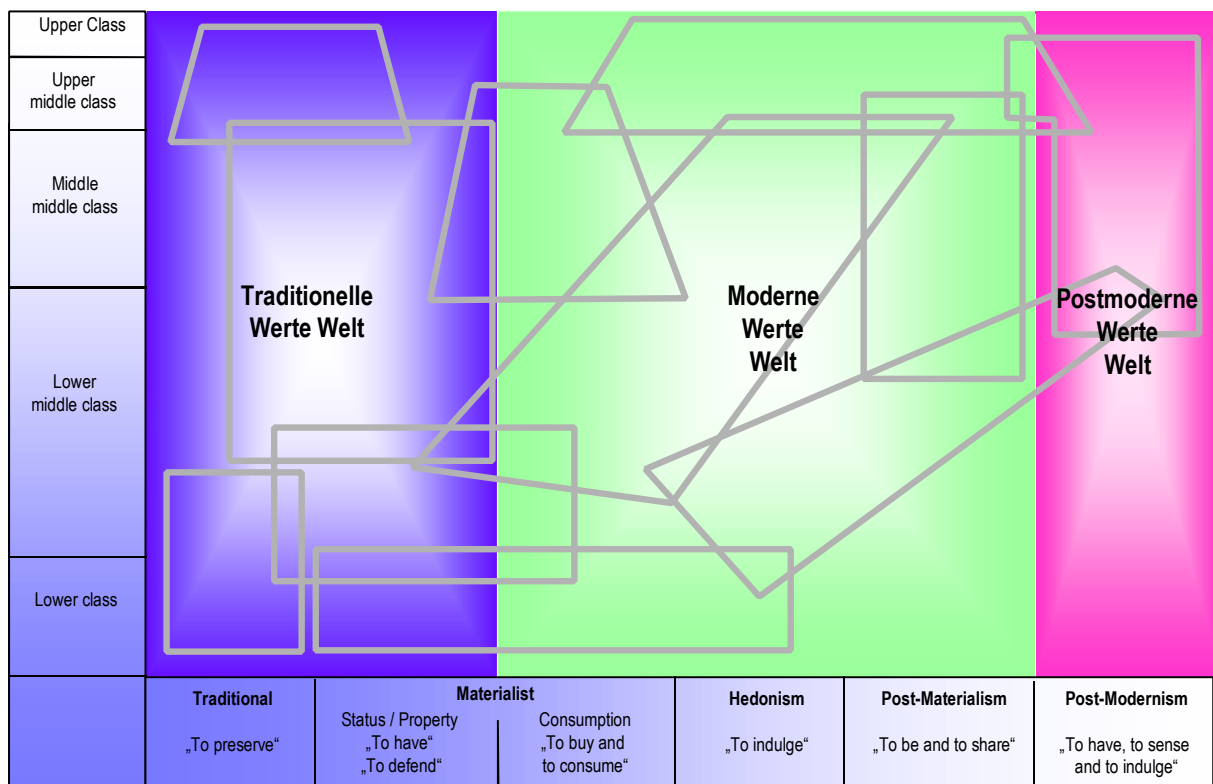 Upper Class
Upper
middle class
Middle
middle class
Traditionelle
Werte Welt
Moderne
Werte
Welt
Postmoderne
Werte
Welt
Lower
middle class
Lower class
Traditional
„To preserve“
Materialist
Status / Property
„To have“
„To defend“
Consumption
„To buy and
to consume“
Hedonism
„To indulge“
Post-Materialism
„To be and to share“
Post-Modernism
„To have, to sense
and to indulge“